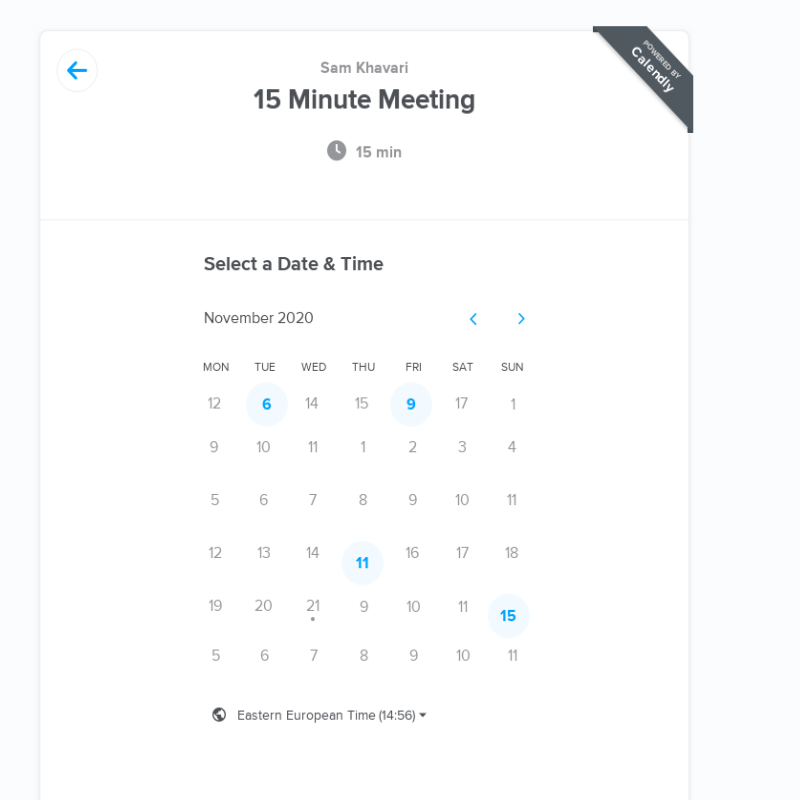 POWERED BY
Calendly
Sam Khavari
15 Minute Meeting
15 min
Select a Date & Time
November 2020
MON TUE WED THU FRI SAT SUN
12 6 14 15 9 17 1
9 10 11 1 2 3 4
5 6 7 8 9 10 11
12 13 14 11 16 17 18
19 20 21 9 10 11 15
5 6 7 8 9 10 11
Eastern European Time (14:56)